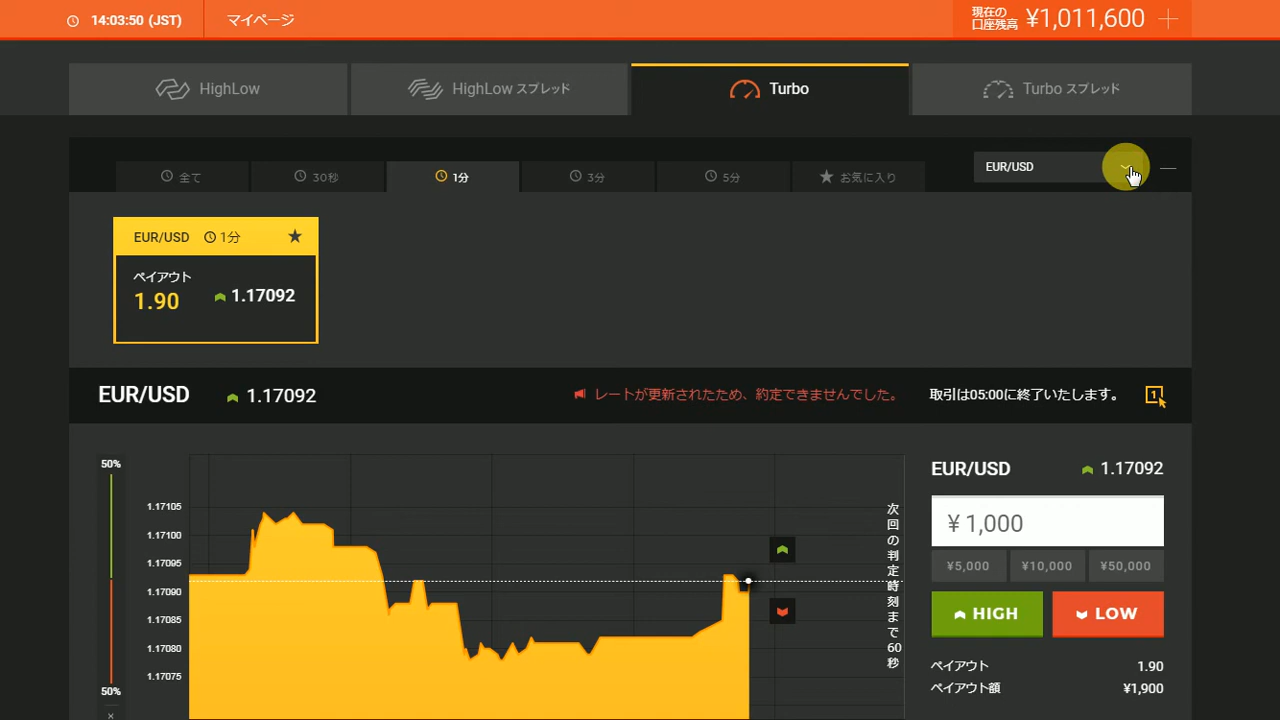 14:03:50 (JST)
マイページ
現在の
口座残高
¥1,011,600
HighLow
HighLow スプレッド
Turbo
Turbo スプレッド
全て
30秒
1分
3分
5分
お気に入り
EUR/USD
EUR/USD 1分
ペイアウト
1.90
1.17092
EUR/USD 1.17092
レートが更新されたため、約定できませんでした。
取引は05:00に終了いたします。
1
50%
1.17105
1.17100
1.17095
1.17090
1.17085
1.17080
1.17075
50%
×
次回の判定時刻まで60秒
EUR/USD 1.17092
¥ 1,000
¥5,000
¥10,000
¥50,000
HIGH
LOW
ペイアウト 1.90
ペイアウト額 ¥1,900